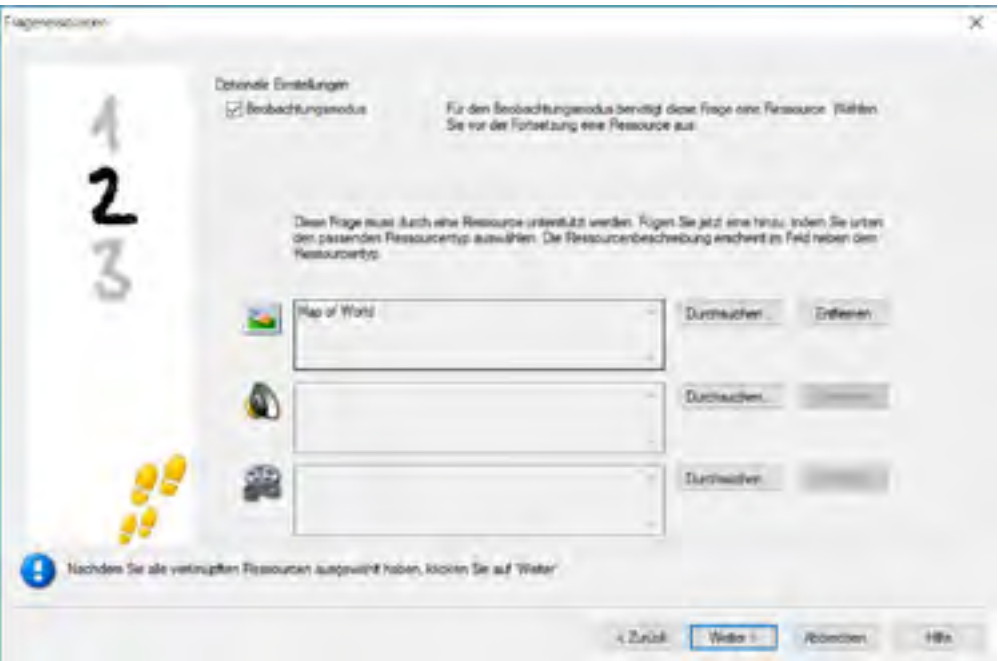 Frageressourcen
1
2
3
Optionale Einstellungen
Beobachtungsmodus
Für den Beobachtungsmodus benötigt diese Frage eine Ressource. Wählen
Sie vor der Fortsetzung eine Ressource aus.
Diese Frage muss durch eine Ressource unterstützt werden. Fügen Sie jetzt eine hinzu, indem Sie unten
den passenden Ressourcentyp auswählen. Die Ressourcenbeschreibung erscheint im Feld neben dem
Ressourcentyp.
Map of World
Durchsuchen...
Entfernen
Durchsuchen...
Durchsuchen...
Nachdem Sie alle verknüpften Ressourcen ausgewählt haben, klicken Sie auf 'Weiter'
< Zurück
Weiter >
Abbrechen
Hilfe